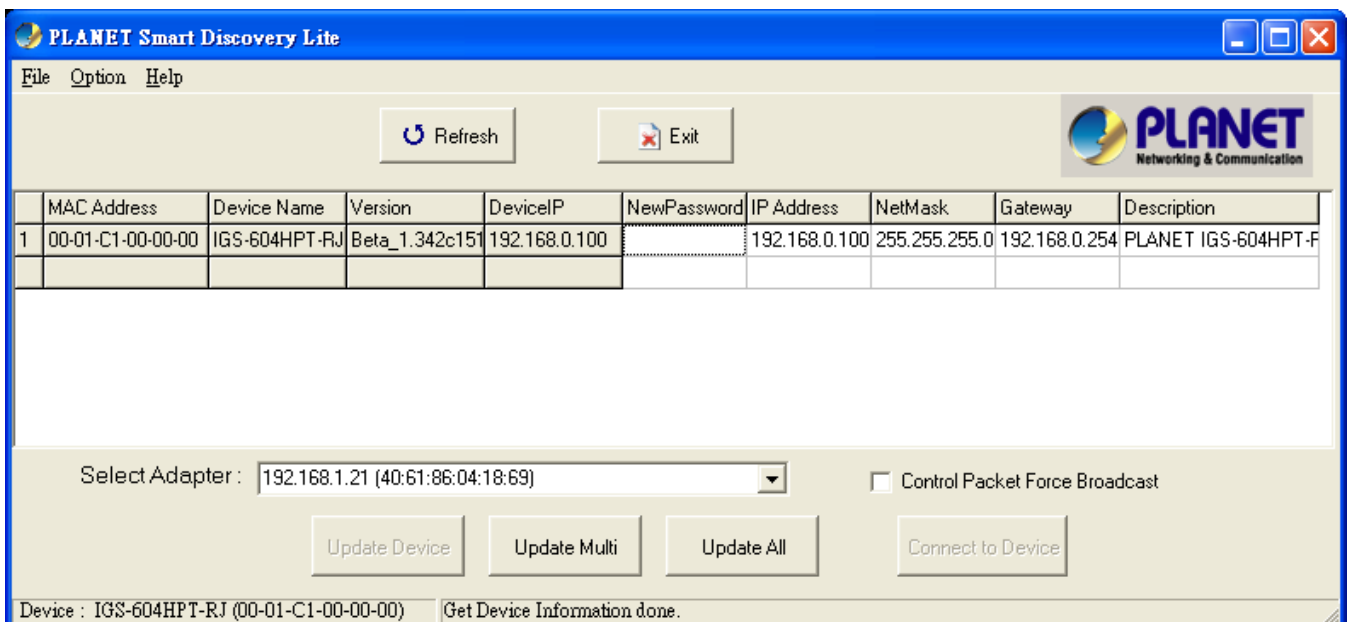 PLANET Smart Discovery Lite
File Option Help
Refresh Exit
PLANET
Networking & Communication
MAC Address Device Name Version DeviceIP NewPassword IP Address NetMask Gateway Description
1 00-01-C1-00-00-00 IGS-604HPT-RJ Beta_1.342c151 192.168.0.100 192.168.0.100 255.255.255.0 192.168.0.254 PLANET IGS-604HPT-R
Select Adapter : 192.168.1.21 (40:61:86:04:18:69) Control Packet Force Broadcast
Update Device Update Multi Update All Connect to Device
Device : IGS-604HPT-RJ (00-01-C1-00-00-00) Get Device Information done.